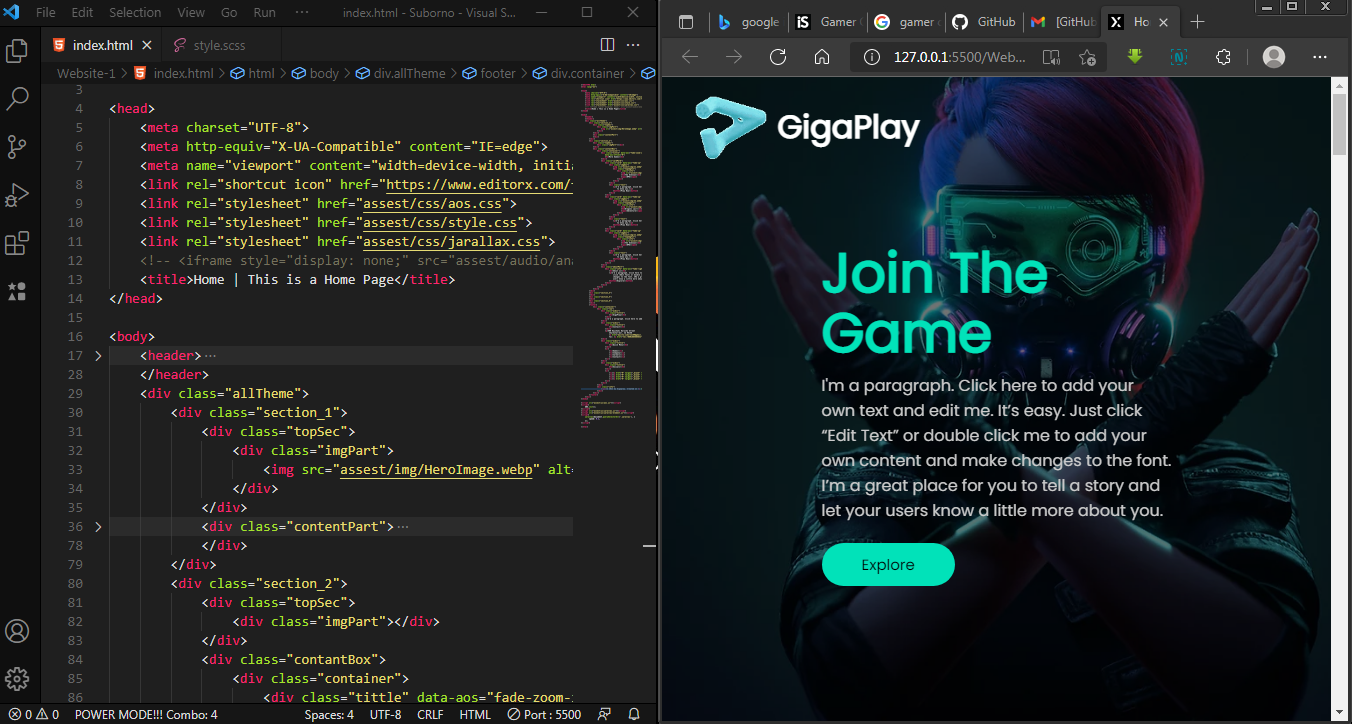 File Edit Selection View Go Run ··· index.html - Suborno - Visual S...
index.html
style.scss
Website-1 > index.html > html > body > div.allTheme > footer > div.container >
3
4 <head>
5 <meta charset="UTF-8">
6 <meta http-equiv="X-UA-Compatible" content="IE=edge">
7 <meta name="viewport" content="width=device-width, initia
8 <link rel="shortcut icon" href="https://www.editorx.com/
9 <link rel="stylesheet" href="assest/css/aos.css">
10 <link rel="stylesheet" href="assest/css/style.css">
11 <link rel="stylesheet" href="assest/css/jarallax.css">
12 <!-- <iframe style="display: none;" src="assest/audio/ana
13 <title>Home | This is a Home Page</title>
14 </head>
15
16 <body>
17 <header>···
28 </header>
29 <div class="allTheme">
30 <div class="section_1">
31 <div class="topSec">
32 <div class="imgPart">
33 <img src="assest/img/HeroImage.webp" alt=
34 </div>
35 </div>
36 <div class="contentPart">···
78 </div>
79 </div>
80 <div class="section_2">
81 <div class="topSec">
82 <div class="imgPart"></div>
83 </div>
84 <div class="contantBox">
85 <div class="container">
86 <div class="tittle" data-aos="fade-zoom-
0 0 POWER MODE!!! Combo: 4 Spaces: 4 UTF-8 CRLF HTML Port : 5500
google
iS Gamer
gamer
GitHub
[GitHub
X Ho
127.0.0.1:5500/Web...
GigaPlay
Join The
Game
I'm a paragraph. Click here to add your
own text and edit me. It’s easy. Just click
“Edit Text” or double click me to add your
own content and make changes to the font.
I’m a great place for you to tell a story and
let your users know a little more about you.
Explore